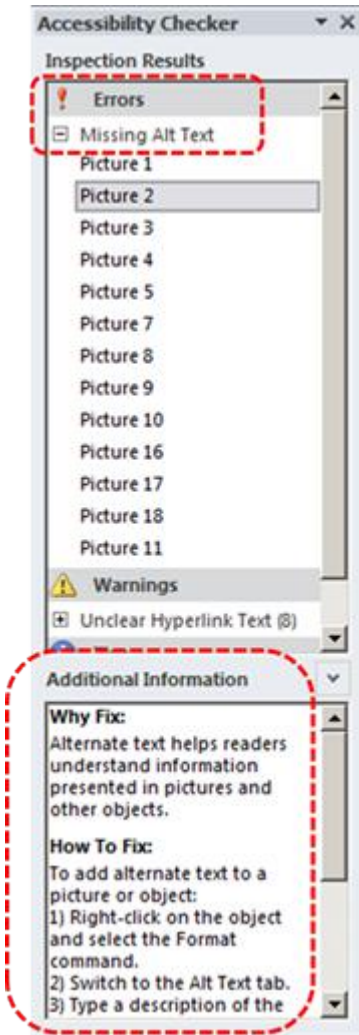 Accessibility Checker
Inspection Results
Errors
Missing Alt Text
Picture 1
Picture 2
Picture 3
Picture 4
Picture 5
Picture 7
Picture 8
Picture 9
Picture 10
Picture 16
Picture 17
Picture 18
Picture 11
Warnings
Unclear Hyperlink Text (8)
Additional Information
Why Fix:
Alternate text helps readers
understand information
presented in pictures and
other objects.
How To Fix:
To add alternate text to a
picture or object:
1) Right-click on the object
and select the Format
command.
2) Switch to the Alt Text tab.
3) Type a description of the